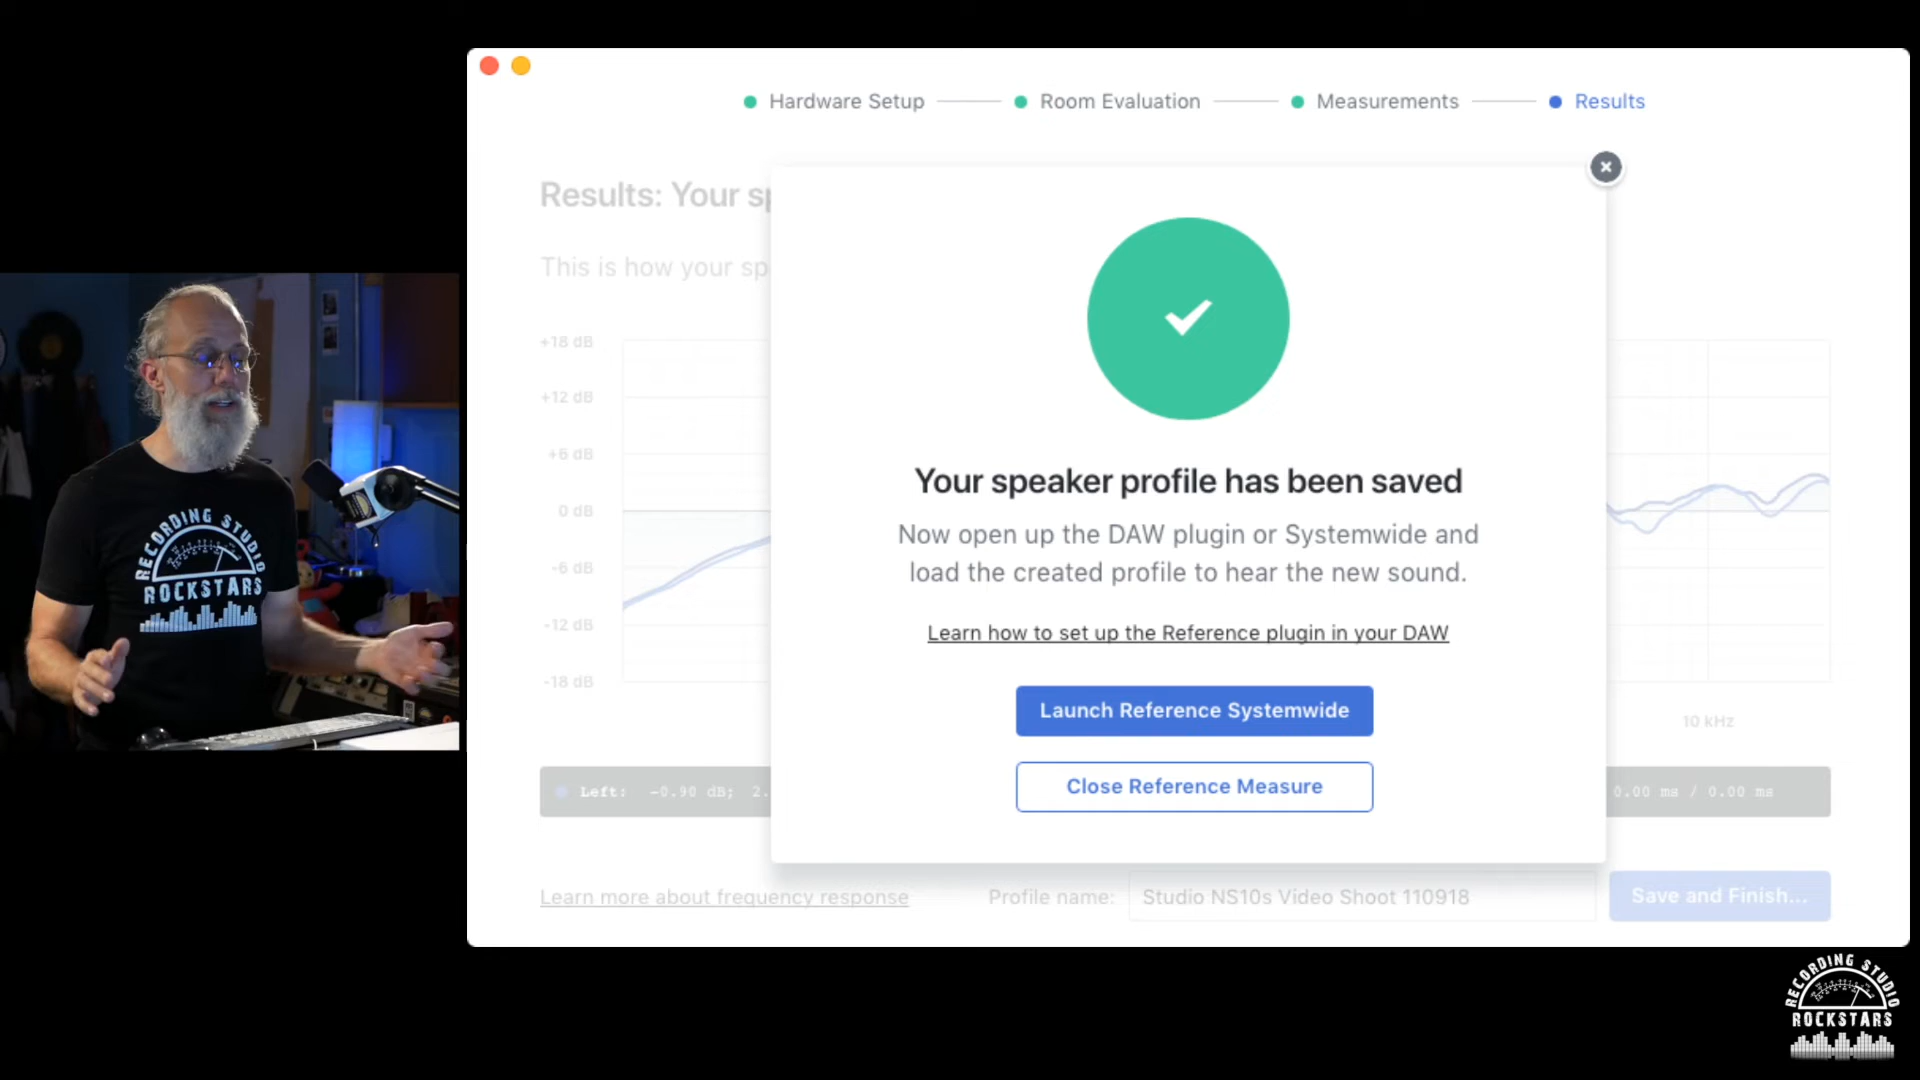 Hardware Setup
Room Evaluation
Measurements
Results
Results: Your sp
This is how your sp
+18 dB
+12 dB
+6 dB
0 dB
-6 dB
-12 dB
-18 dB
10 kHz
Your speaker profile has been saved
Now open up the DAW plugin or Systemwide and
load the created profile to hear the new sound.
Learn how to set up the Reference plugin in your DAW
Launch Reference Systemwide
Close Reference Measure
Left: -0.90 dB; 2.
0.00 ms / 0.00 ms
Learn more about frequency response
Profile name:
Studio NS10s Video Shoot 110918
Save and Finish...
RECORDING STUDIO
ROCKSTARS
RECORDING STUDIO
ROCKSTARS